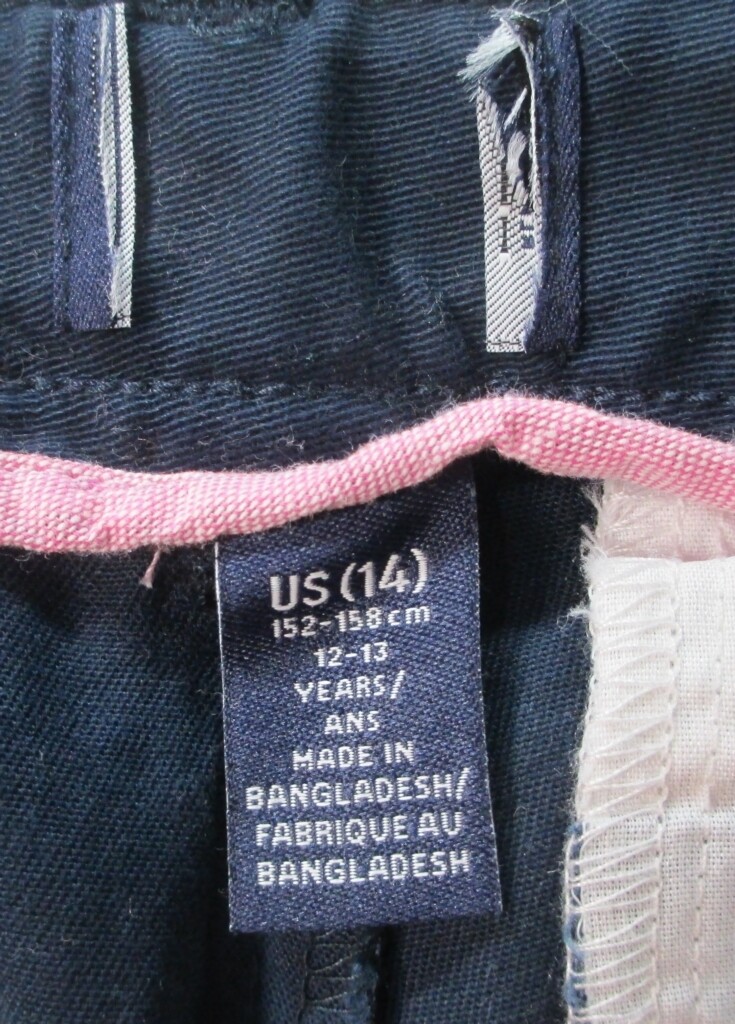 US (14)
152-158cm
12-13
YEARS/
ANS
MADE IN
BANGLADESH/
FABRIQUE AU
BANGLADESH